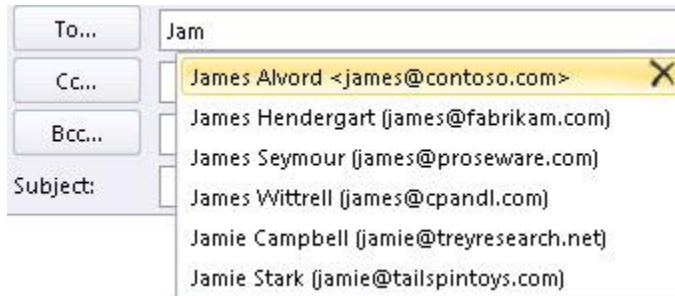 To... Jam
James Alvord <james@contoso.com>
Cc...
James Hendergart (james@fabrikam.com)
Bcc...
James Seymour (james@proseware.com)
Subject:
James Wittrell (james@cpandl.com)
Jamie Campbell (jamie@treyresearch.net)
Jamie Stark (jamie@tailspintoys.com)